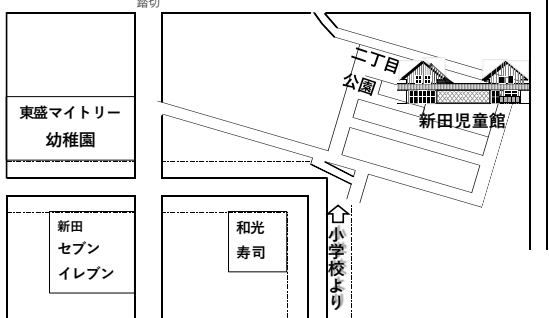 踏切
二丁目
公園
新田児童館
東盛マイトリー
幼稚園
新田
セブン
イレブン
和光
寿司
小学校より